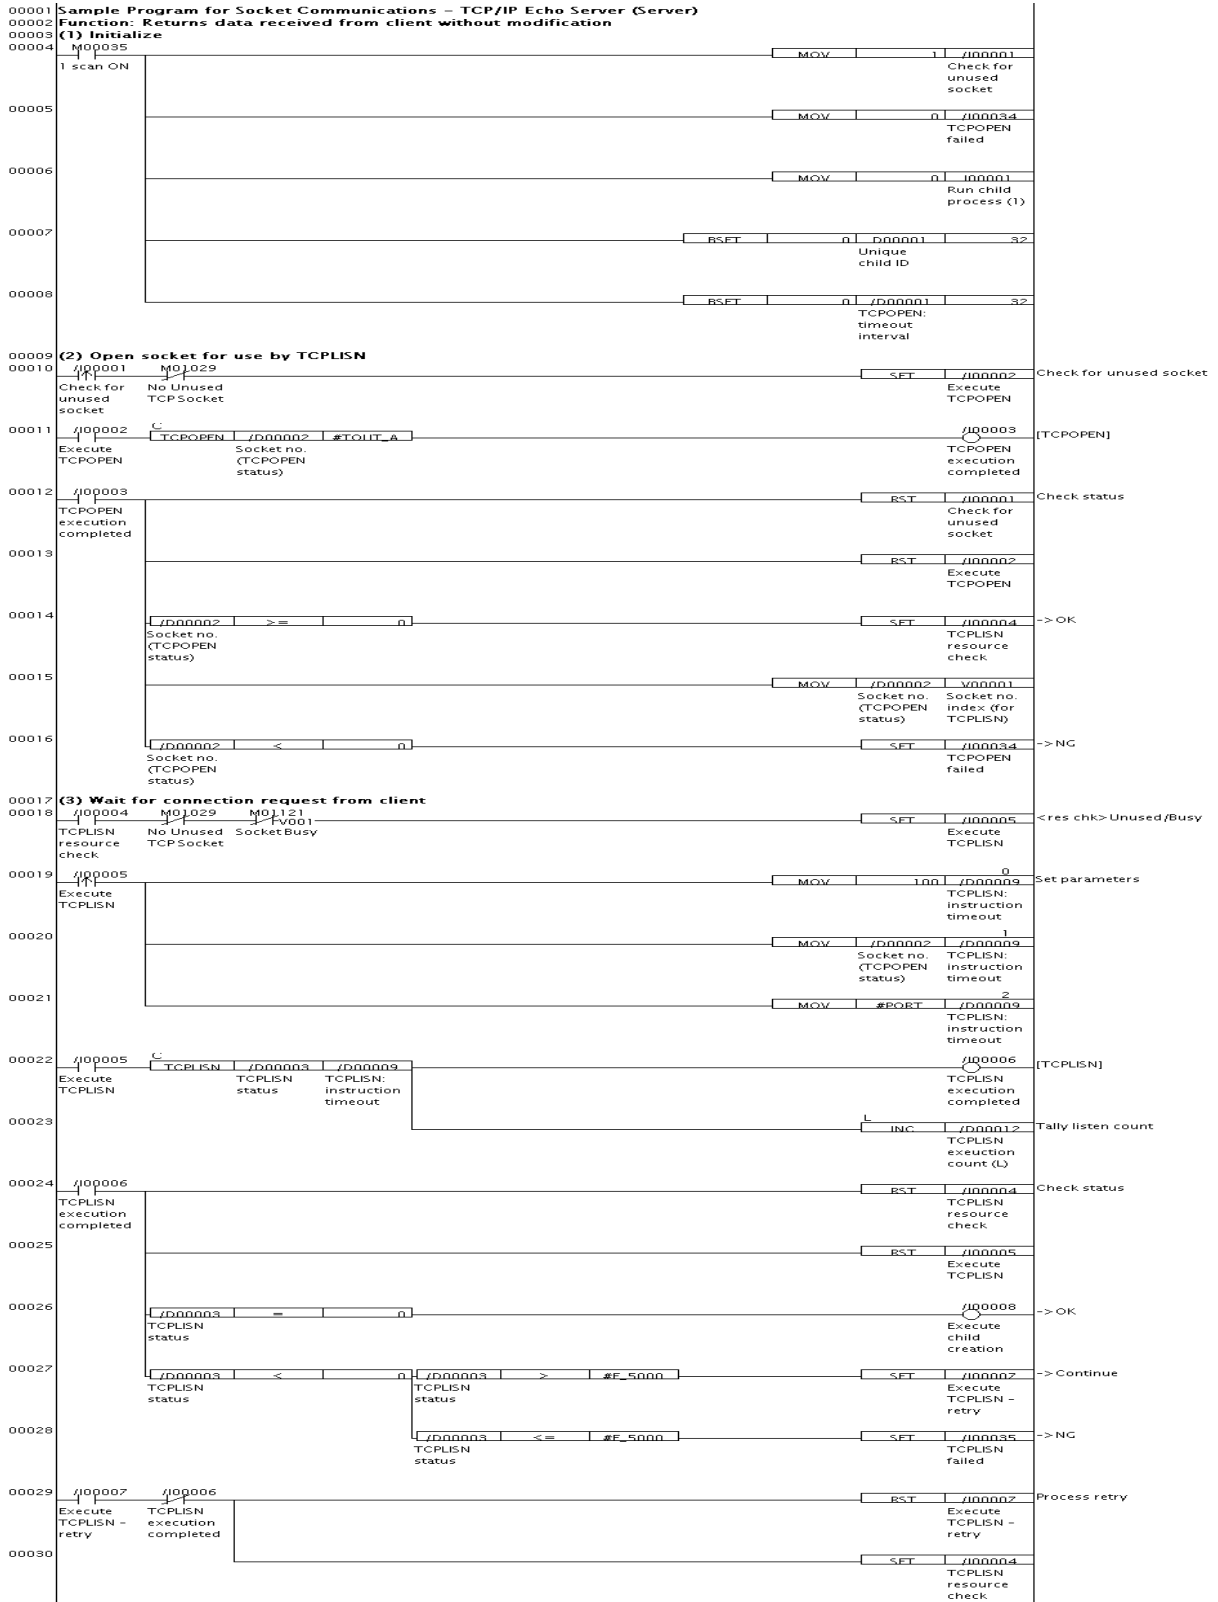 00001 Sample Program for Socket Communications – TCP/IP Echo Server (Server)
00002 Function: Returns data received from client without modification
00003 (1) Initialize
00004 M00035 MOV 1 /I00001
1 scan ON Check for
unused
socket
00005 MOV 0 /I00034
TCPOPEN
failed
00006 MOV 0 I00001
Run child
process (1)
00007 BSET 0 D00001 32
Unique
child ID
00008 BSET 0 /D00001 32
TCPOPEN:
timeout
interval
00009 (2) Open socket for use by TCPLISN
00010 /I00001 M01029 SET /I00002 Check for unused socket
Check for No Unused Execute
unused TCP Socket TCPOPEN
socket
00011 /I00002 C TCPOPEN /D00002 #TOUT_A /I00003 [TCPOPEN]
Execute Socket no. TCPOPEN
TCPOPEN (TCPOPEN execution
status) completed
00012 /I00003 RST /I00001 Check status
TCPOPEN Check for
execution unused
completed socket
00013 RST /I00002
Execute
TCPOPEN
00014 /D00002 >= 0 SET /I00004 ->OK
Socket no. TCPLISN
(TCPOPEN resource
status) check
00015 MOV /D00002 V00001
Socket no. Socket no.
(TCPOPEN index (for
status) TCPLISN)
00016 /D00002 < 0 SET /I00034 ->NG
Socket no. TCPOPEN
(TCPOPEN failed
status)
00017 (3) Wait for connection request from client
00018 /I00004 M01029 M01121 V001 SET /I00005 <res chk>Unused/Busy
TCPLISN No Unused Socket Busy Execute
resource TCP Socket TCPLISN
check
00019 /I00005 MOV 100 /D00009 0 Set parameters
Execute TCPLISN:
TCPLISN instruction
timeout
00020 MOV /D00002 /D00009 1
Socket no. TCPLISN:
(TCPOPEN instruction
status) timeout
00021 MOV #PORT /D00009 2
TCPLISN:
instruction
timeout
00022 /I00005 C TCPLISN /D00003 /D00009 /I00006 [TCPLISN]
Execute TCPLISN TCPLISN: TCPLISN
TCPLISN status instruction execution
timeout completed
00023 L INC /D00012 Tally listen count
TCPLISN
exeuction
count (L)
00024 /I00006 RST /I00004 Check status
TCPLISN TCPLISN
execution resource
completed check
00025 RST /I00005
Execute
TCPLISN
00026 /D00003 = 0 /I00008 ->OK
TCPLISN Execute
status child
creation
00027 /D00003 < 0 /D00003 > #E_5000 SET /I00007 ->Continue
TCPLISN TCPLISN Execute
status status TCPLISN –
retry
00028 /D00003 <= #E_5000 SET /I00035 ->NG
TCPLISN TCPLISN
status failed
00029 /I00007 /I00006 RST /I00007 Process retry
Execute TCPLISN Execute
TCPLISN – execution TCPLISN –
retry completed retry
00030 SET /I00004
TCPLISN
resource
check